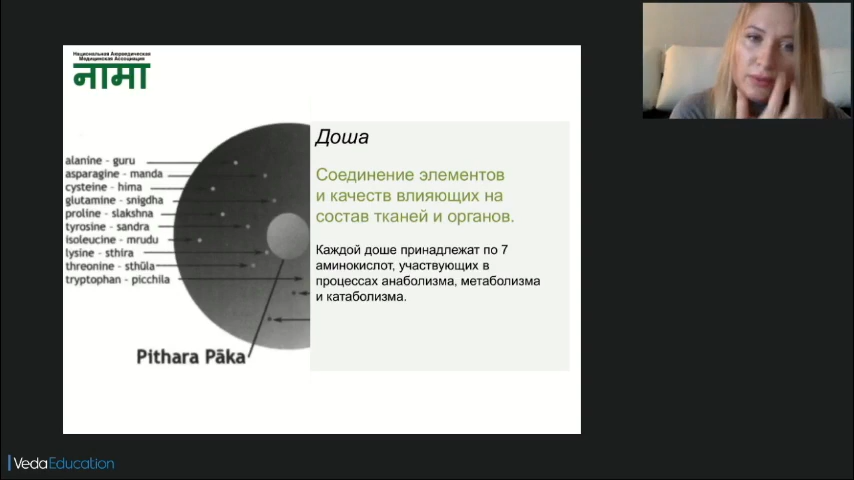 Национальная Аюрведическая
Медицинская Ассоциация
नामा
alanine - guru
asparagine - manda
cysteine - hima
glutamine - snigdha
proline - slakshna
tyrosine - sandra
isoleucine - mrudu
lysine - sthira
threonine - sthūla
tryptophan - picchila
Pithara Pāka
Доша
Соединение элементов
и качеств влияющих на
состав тканей и органов.
Каждой доше принадлежат по 7
аминокислот, участвующих в
процессах анаболизма, метаболизма
и катаболизма.
VedaEducation